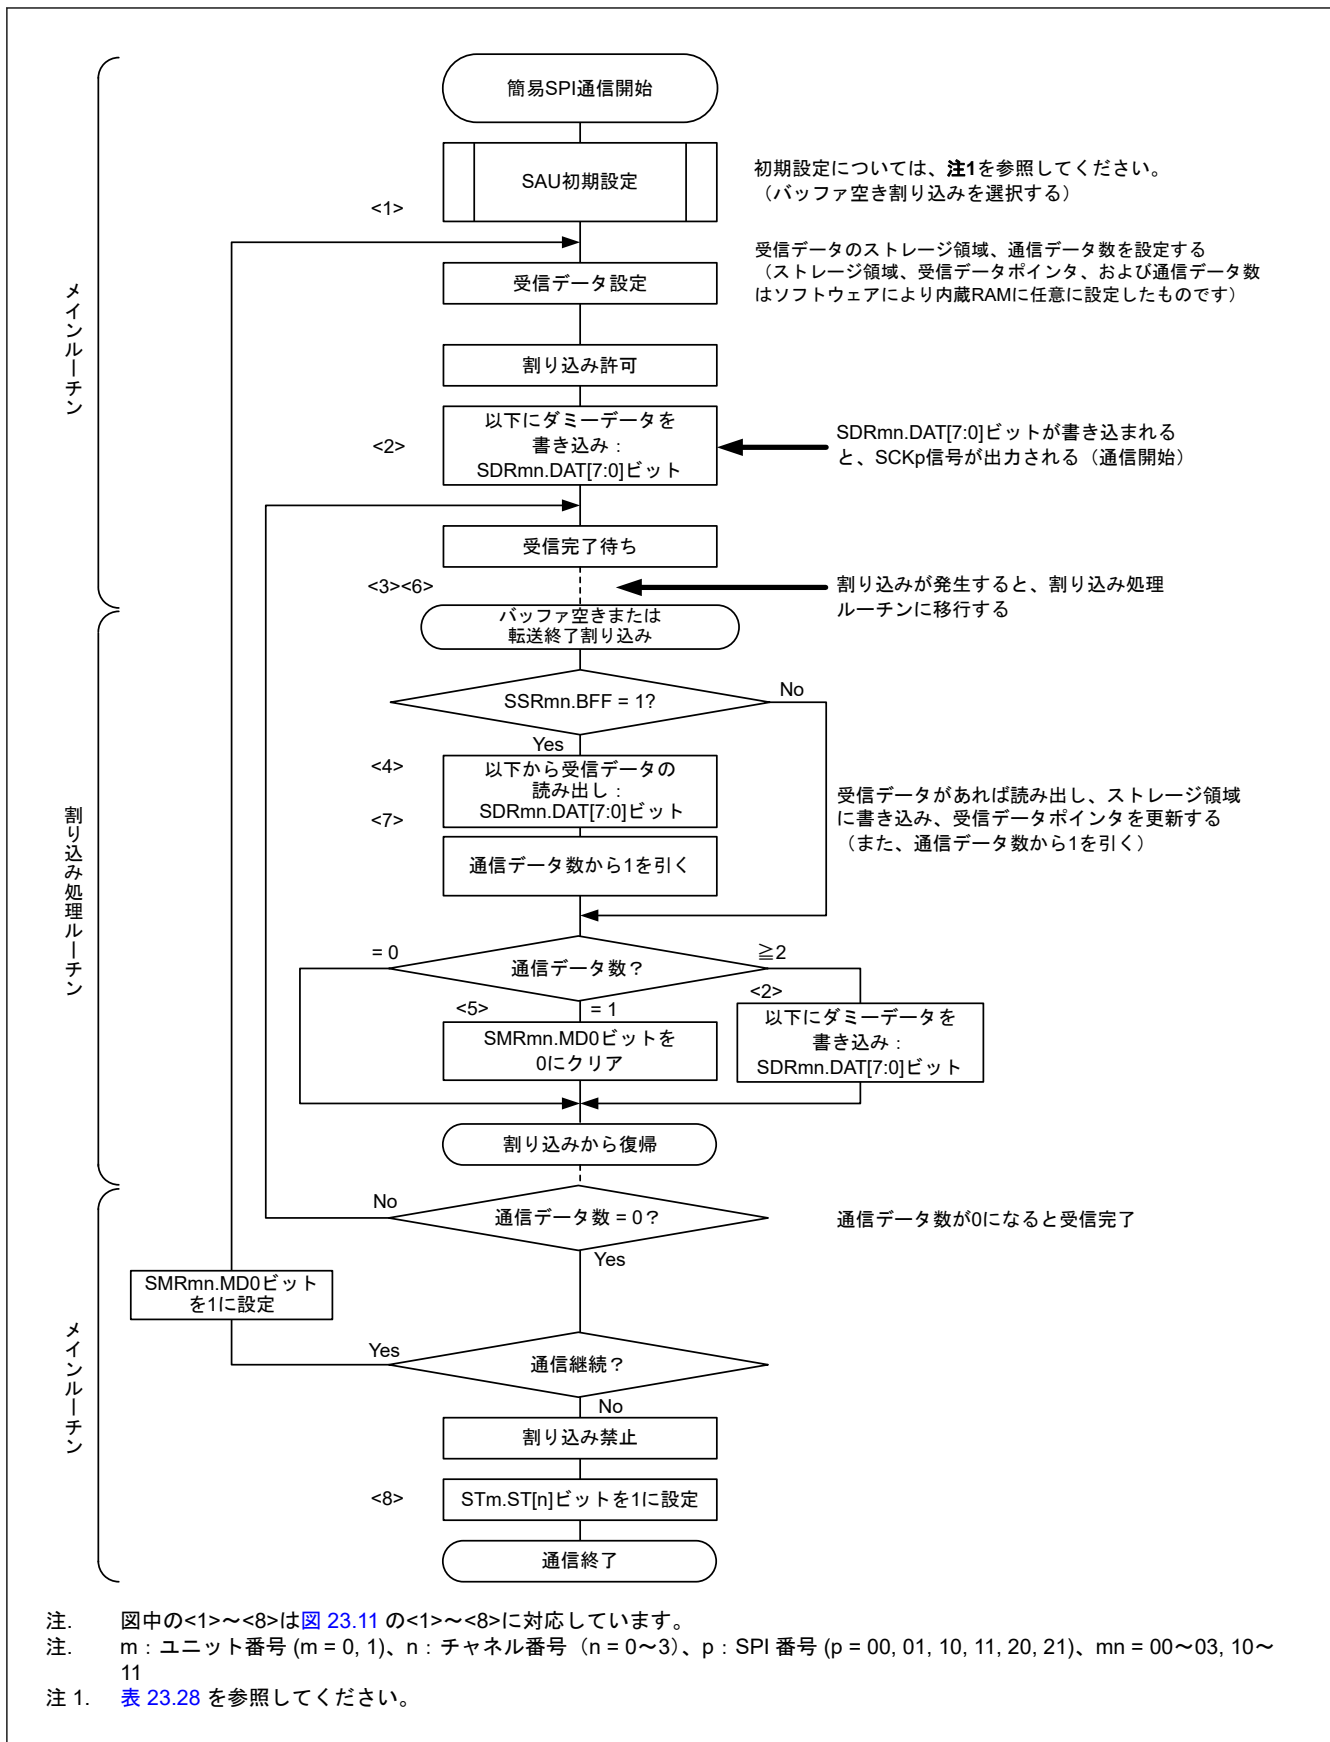 簡易SPI通信開始
SAU初期設定
初期設定については、注1を参照してください。
（バッファ空き割り込みを選択する）
<1>
受信データのストレージ領域、通信データ数を設定する
（ストレージ領域、受信データポインタ、および通信データ数
はソフトウェアにより内蔵RAMに任意に設定したものです）
受信データ設定
メインルーチン
割り込み許可
<2>
以下にダミーデータを
書き込み：
SDRmn.DAT[7:0]ビット
SDRmn.DAT[7:0]ビットが書き込まれる
と、SCKp信号が出力される（通信開始）
受信完了待ち
<3><6>
割り込みが発生すると、割り込み処理
ルーチンに移行する
バッファ空きまたは
転送終了割り込み
SSRmn.BFF = 1?
No
Yes
<4>
以下から受信データの
読み出し：
SDRmn.DAT[7:0]ビット
<7>
受信データがあれば読み出し、ストレージ領域
に書き込み、受信データポインタを更新する
（また、通信データ数から1を引く）
割り込み処理ルーチン
通信データ数から1を引く
= 0
通信データ数？
≧2
<5>
= 1
<2>
SMRmn.MD0ビットを
0にクリア
以下にダミーデータを
書き込み：
SDRmn.DAT[7:0]ビット
割り込みから復帰
No
通信データ数 = 0？
通信データ数が0になると受信完了
Yes
SMRmn.MD0ビット
を1に設定
メインルーチン
Yes
通信継続？
No
割り込み禁止
<8>
STm.ST[n]ビットを1に設定
通信終了
注. 図中の<1>～<8>は図 23.11 の<1>～<8>に対応しています。
注. m：ユニット番号 (m = 0, 1)、n：チャネル番号（n = 0～3）、p：SPI 番号 (p = 00, 01, 10, 11, 20, 21)、mn = 00～03, 10～
11
注 1. 表 23.28 を参照してください。